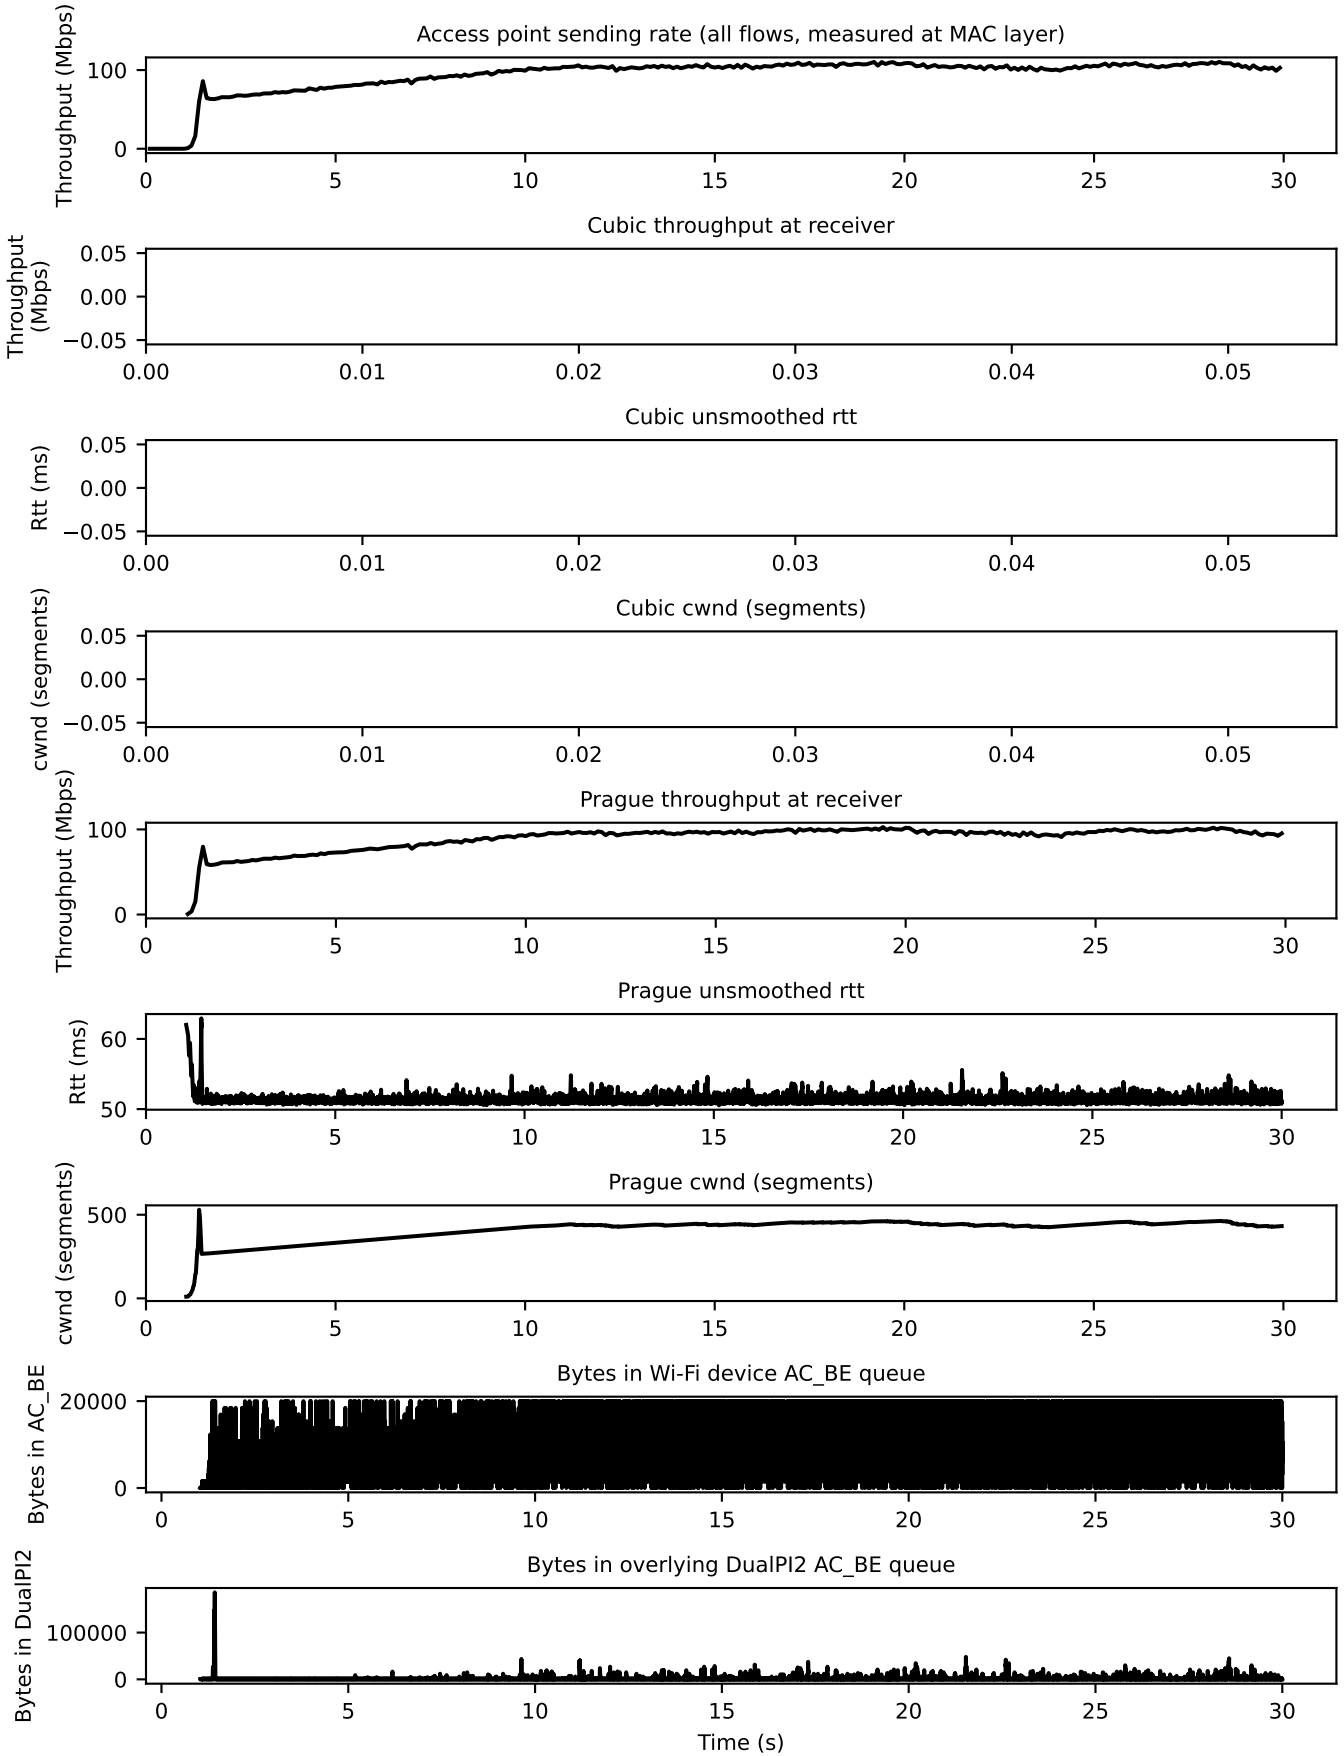 Access point sending rate (all flows, measured at MAC layer)
Throughput (Mbps)
100
0
0 5 10 15 20 25 30
Cubic throughput at receiver
Throughput
(Mbps)
0.05
0.00
−0.05
0.00 0.01 0.02 0.03 0.04 0.05
Cubic unsmoothed rtt
Rtt (ms)
0.05
0.00
−0.05
0.00 0.01 0.02 0.03 0.04 0.05
Cubic cwnd (segments)
cwnd (segments)
0.05
0.00
−0.05
0.00 0.01 0.02 0.03 0.04 0.05
Prague throughput at receiver
Throughput (Mbps)
100
0
0 5 10 15 20 25 30
Prague unsmoothed rtt
Rtt (ms)
60
50
0 5 10 15 20 25 30
Prague cwnd (segments)
cwnd (segments)
500
0
0 5 10 15 20 25 30
Bytes in Wi-Fi device AC_BE queue
Bytes in AC_BE
20000
0
0 5 10 15 20 25 30
Bytes in overlying DualPI2 AC_BE queue
Bytes in DualPI2
100000
0
0 5 10 15 20 25 30
Time (s)